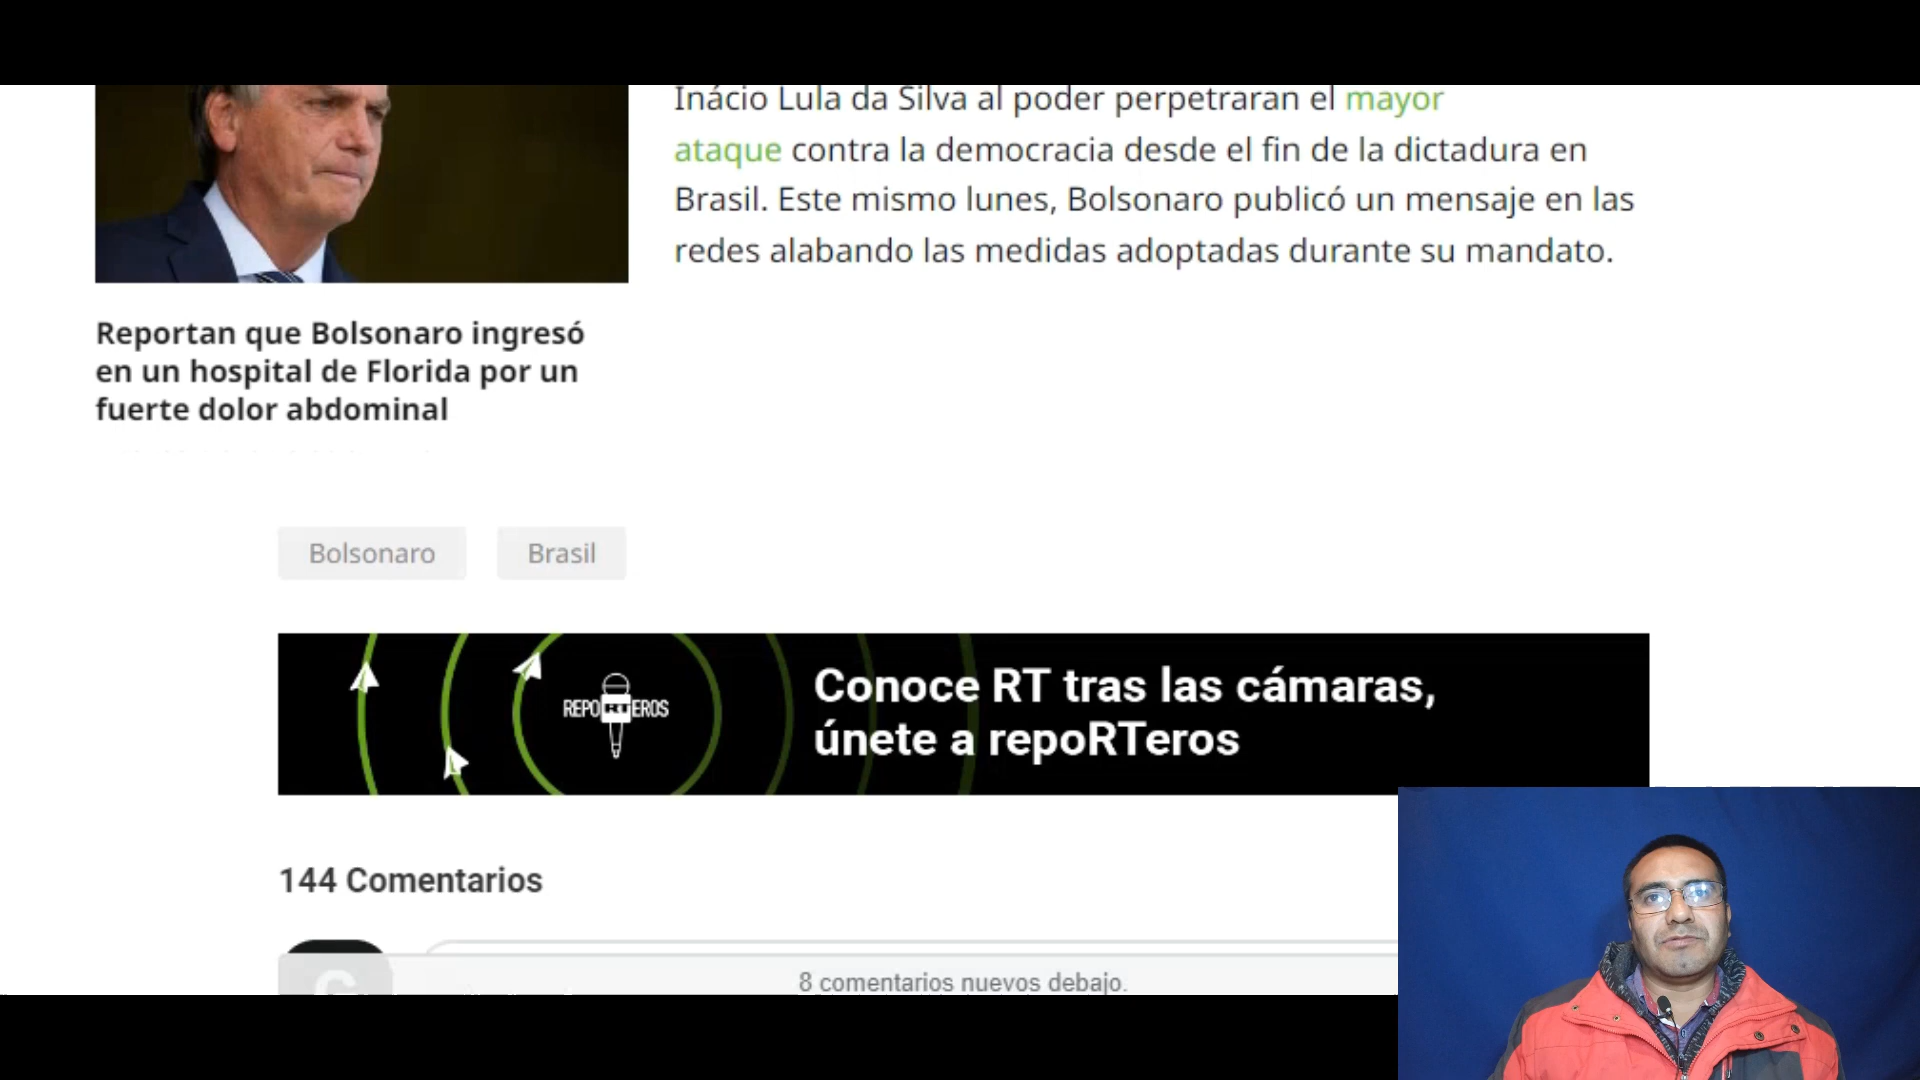 Inácio Lula da Silva al poder perpetraran el mayor
ataque contra la democracia desde el fin de la dictadura en
Brasil. Este mismo lunes, Bolsonaro publicó un mensaje en las
redes alabando las medidas adoptadas durante su mandato.
Reportan que Bolsonaro ingresó
en un hospital de Florida por un
fuerte dolor abdominal
Bolsonaro
Brasil
REPORTEROS
Conoce RT tras las cámaras,
únete a repoRTeros
144 Comentarios
8 comentarios nuevos debajo.